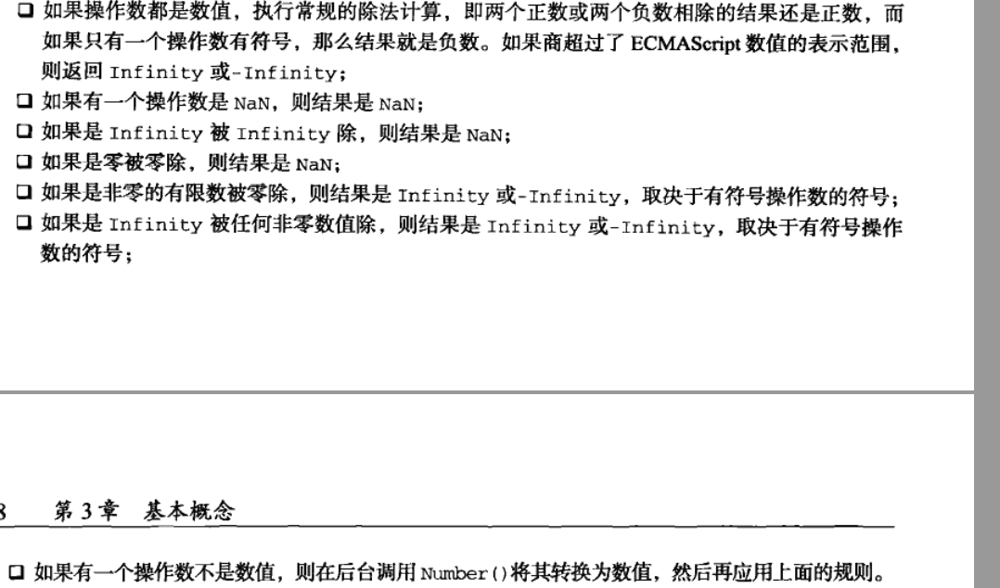 ❑ 如果操作数都是数值，执行常规的除法计算，即两个正数或两个负数相除的结果还是正数，而
如果只有一个操作数有符号，那么结果就是负数。如果商超过了 ECMAScript 数值的表示范围，
则返回 Infinity 或-Infinity；
❑ 如果有一个操作数是 NaN，则结果是 NaN；
❑ 如果是 Infinity 被 Infinity 除，则结果是 NaN；
❑ 如果是零被零除，则结果是 NaN；
❑ 如果是非零的有限数被零除，则结果是 Infinity 或-Infinity，取决于有符号操作数的符号；
❑ 如果是 Infinity 被任何非零数值除，则结果是 Infinity 或-Infinity，取决于有符号操作
数的符号；
8 第 3 章 基本概念
❑ 如果有一个操作数不是数值，则在后台调用 Number()将其转换为数值，然后再应用上面的规则。